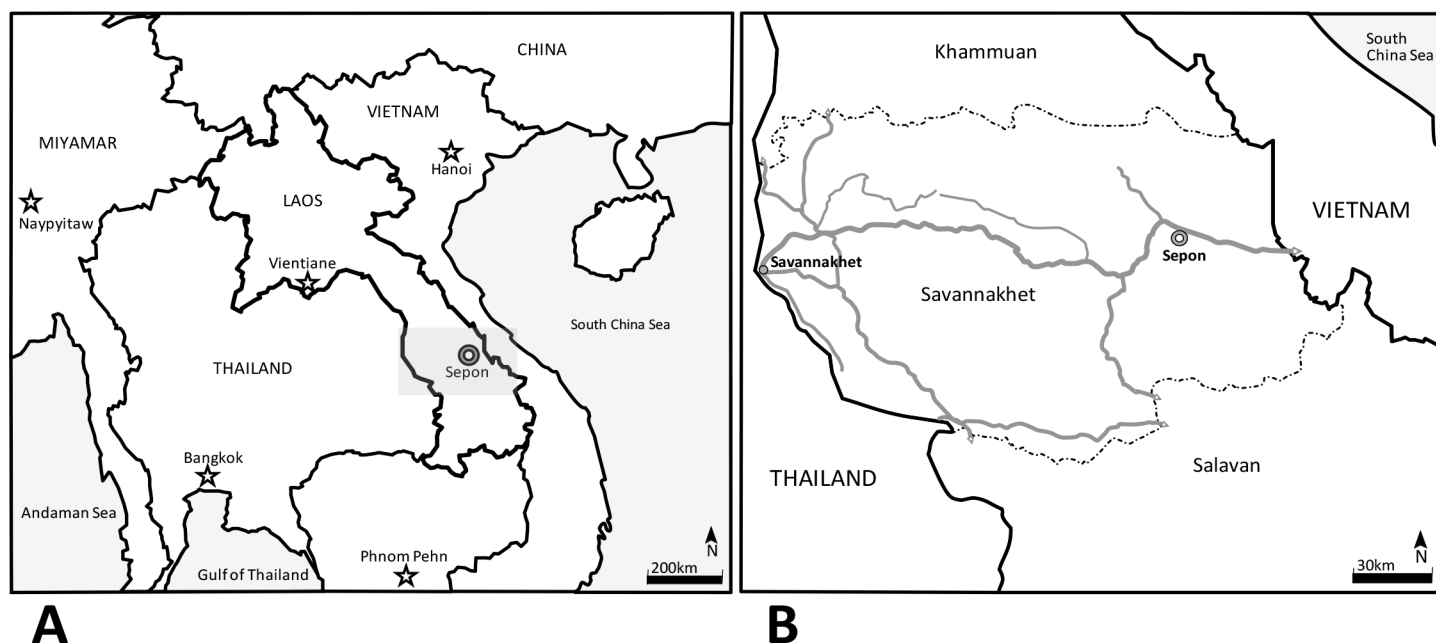 CHINA
VIETNAM
MIYAMAR
Hanoi
LAOS
Naypyitaw
Vientiane
South China Sea
THAILAND
Sepon
Bangkok
Andaman Sea
Phnom Pehn
Gulf of Thailand
N
200km
A
Khammuan
South
China Sea
VIETNAM
Sepon
Savannakhet
Savannakhet
THAILAND
Salavan
N
30km
B